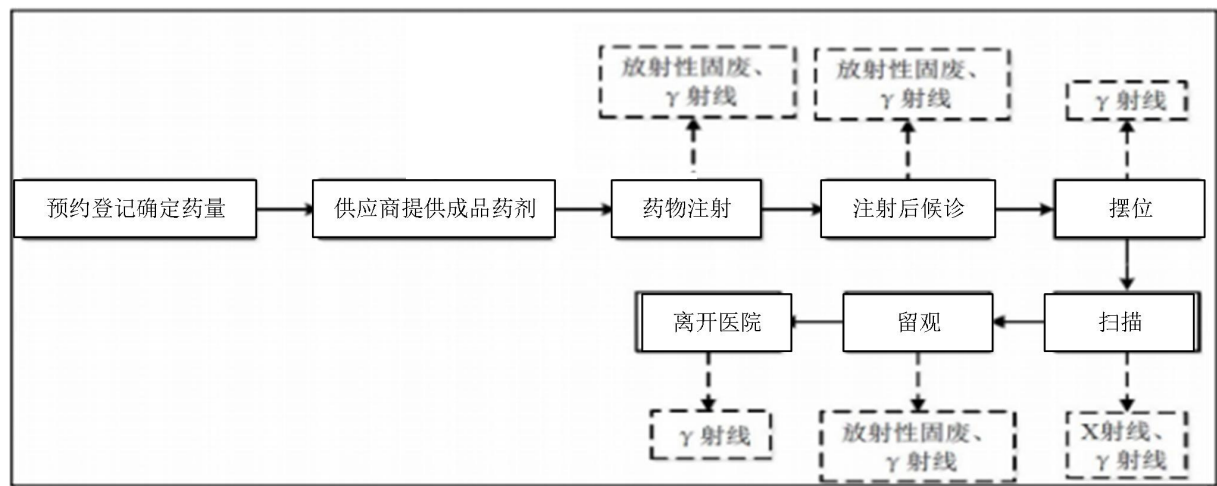 放射性固废、
γ射线
放射性固废、
γ射线
γ射线
预约登记确定药量
供应商提供成品药剂
药物注射
注射后候诊
摆位
离开医院
留观
扫描
γ射线
放射性固废、
γ射线
X射线、
γ射线